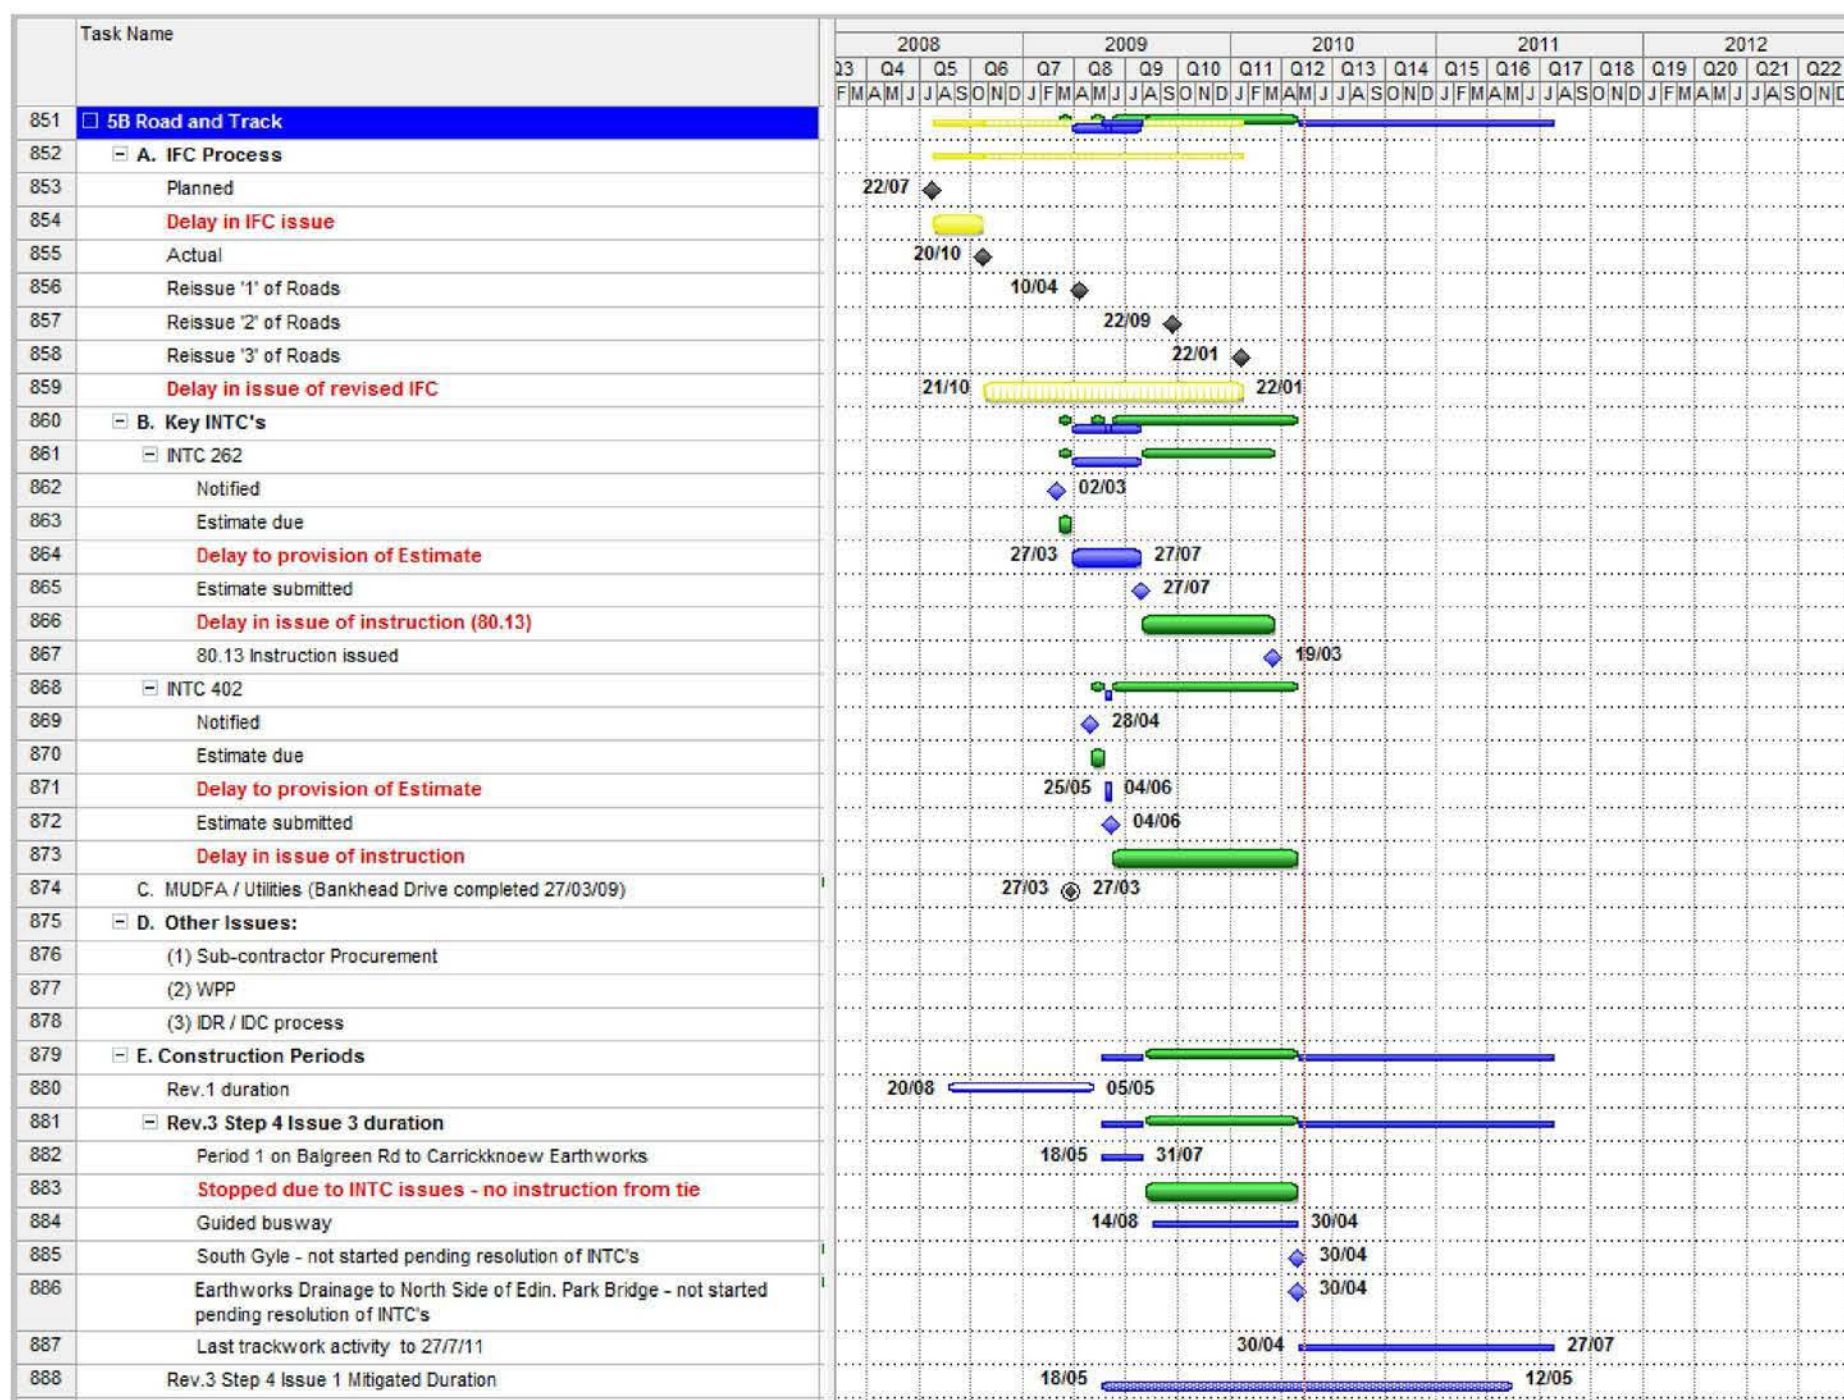 Task Name
2008 2009 2010 2011 2012
Q3 Q4 Q5 Q6 Q7 Q8 Q9 Q10 Q11 Q12 Q13 Q14 Q15 Q16 Q17 Q18 Q19 Q20 Q21 Q22
F M A M J J A S O N D J F M A M J J A S O N D J F M A M J J A S O N D J F M A M J J A S O N D J F M A M J J A S O N D
851 5B Road and Track
852 A. IFC Process
853 Planned 22/07
854 Delay in IFC issue
855 Actual 20/10
856 Reissue '1' of Roads 10/04
857 Reissue '2' of Roads 22/09
858 Reissue '3' of Roads 22/01
859 Delay in issue of revised IFC 21/10 22/01
860 B. Key INTC's
861 INTC 262
862 Notified 02/03
863 Estimate due
864 Delay to provision of Estimate 27/03 27/07
865 Estimate submitted 27/07
866 Delay in issue of instruction (80.13)
867 80.13 Instruction issued 19/03
868 INTC 402
869 Notified 28/04
870 Estimate due
871 Delay to provision of Estimate 25/05 04/06
872 Estimate submitted 04/06
873 Delay in issue of instruction
874 C. MUDFA / Utilities (Bankhead Drive completed 27/03/09) 27/03 27/03
875 D. Other Issues:
876 (1) Sub-contractor Procurement
877 (2) WPP
878 (3) IDR / IDC process
879 E. Construction Periods
880 Rev.1 duration 20/08 05/05
881 Rev.3 Step 4 Issue 3 duration
882 Period 1 on Balgreen Rd to Carrickknoew Earthworks 18/05 31/07
883 Stopped due to INTC issues - no instruction from tie
884 Guided busway 14/08 30/04
885 South Gyle - not started pending resolution of INTC's 30/04
886 Earthworks Drainage to North Side of Edin. Park Bridge - not started 30/04
pending resolution of INTC's
887 Last trackwork activity to 27/7/11 30/04 27/07
888 Rev.3 Step 4 Issue 1 Mitigated Duration 18/05 12/05